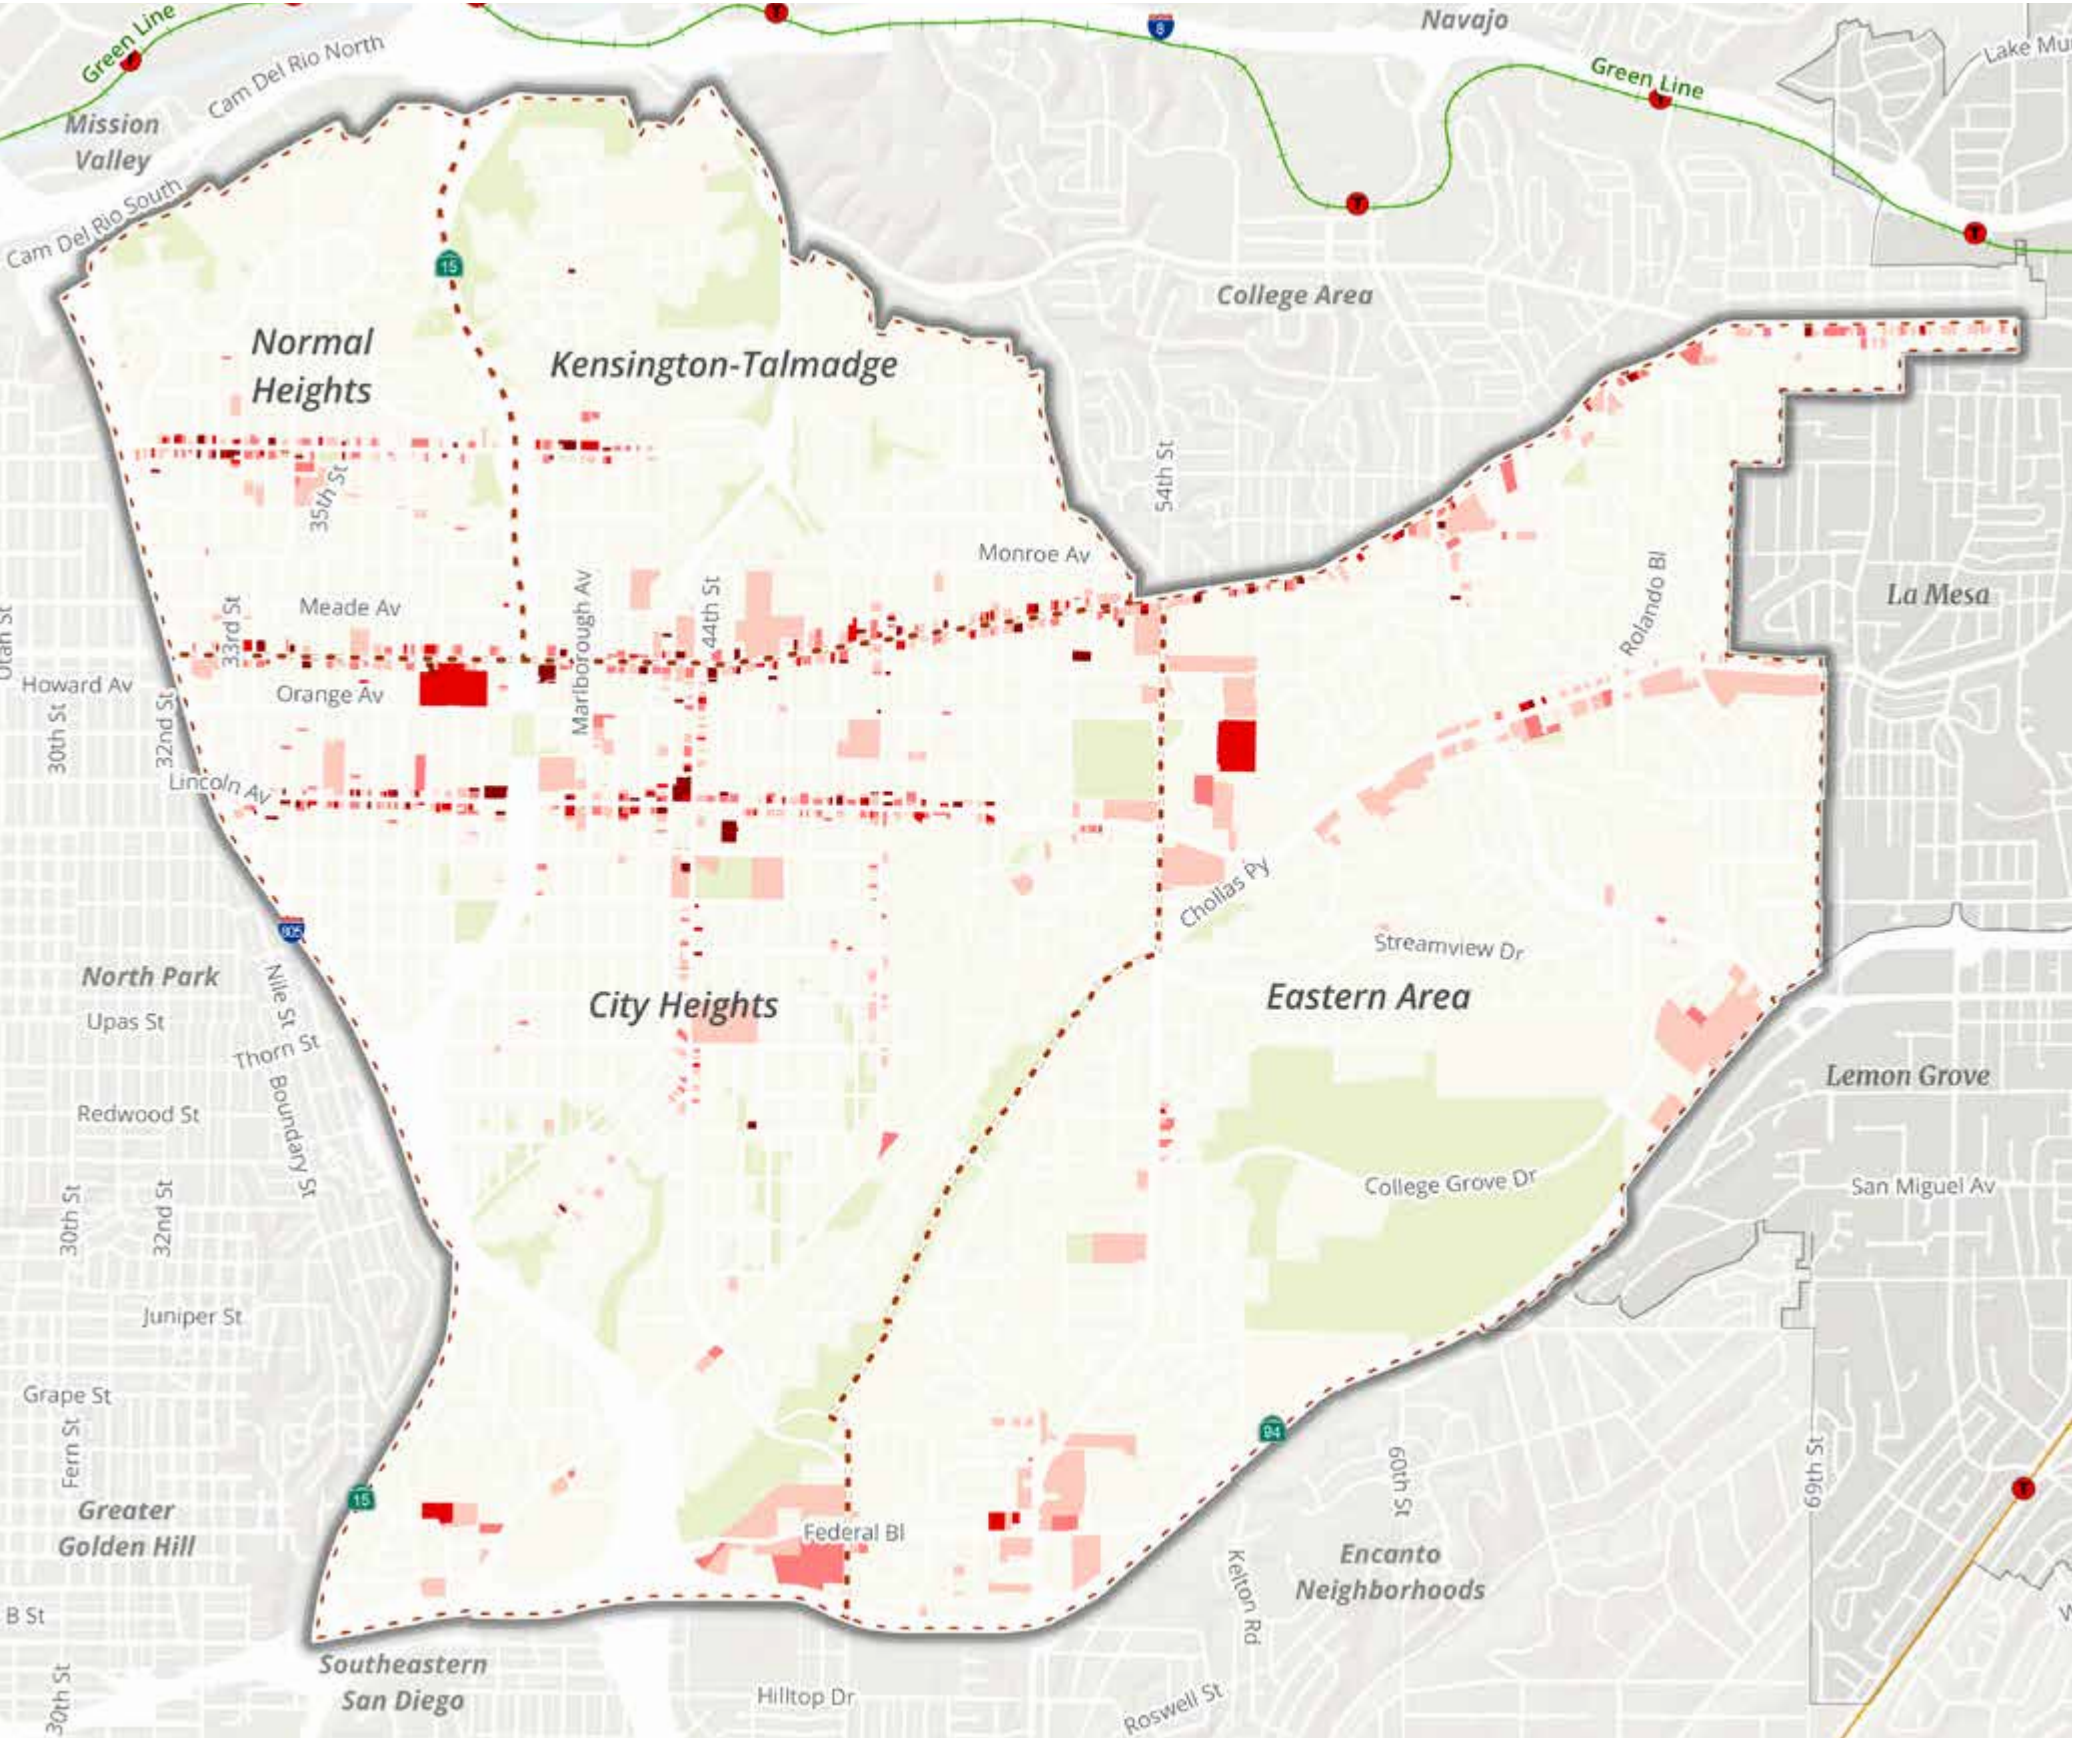 Navajo
8
Green Line
Cam Del Rio North
Lake Mu
Green Line
Mission
Valley
Cam Del Rio South
15
College Area
Normal
Heights
Kensington-Talmadge
35th St
54th St
Monroe Av
Meade Av
33rd St
Marlborough Av
44th St
Rolando Bl
La Mesa
Utah St
Howard Av
Orange Av
30th St
32nd St
Lincoln Av
Chollas Py
805
Streamview Dr
North Park
Nile St
City Heights
Eastern Area
Upas St
Thorn St
Boundary St
Lemon Grove
Redwood St
College Grove Dr
San Miguel Av
30th St
32nd St
Juniper St
Grape St
Fern St
94
60th St
69th St
15
Greater
Golden Hill
Federal Bl
Encanto
Neighborhoods
Kelton Rd
B St
Southeastern
San Diego
30th St
Hilltop Dr
Roswell St